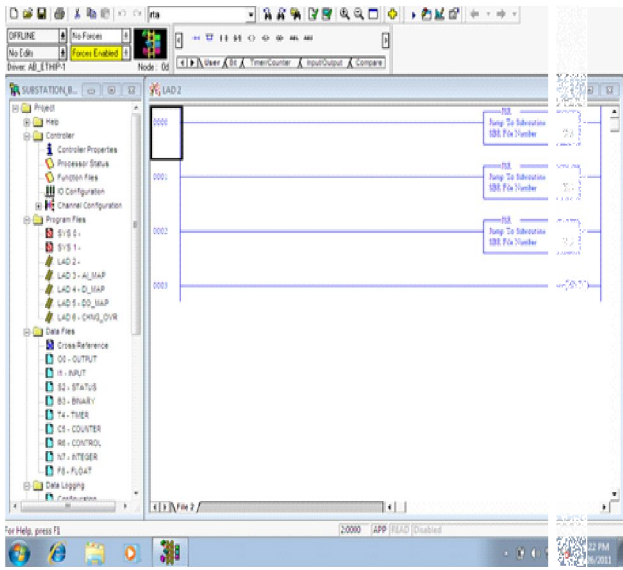 rta
OFFLINE
No Forces
No Edits
Forces Enabled
Driver: AB_ETHIP-1
Node: 0d
User
Bit
Timer/Counter
Input/Output
Compare
SUBSTATION_B...
LAD 2
Project
Help
Controller
Controller Properties
Processor Status
Function Files
IO Configuration
Channel Configuration
Program Files
SYS 0 -
SYS 1 -
LAD 2 -
LAD 3 - AI_MAP
LAD 4 - DI_MAP
LAD 5 - DO_MAP
LAD 6 - CHNG_OVR
Data Files
Cross Reference
O0 - OUTPUT
I1 - INPUT
S2 - STATUS
B3 - BINARY
T4 - TIMER
C5 - COUNTER
R6 - CONTROL
N7 - INTEGER
F8 - FLOAT
Data Logging
Configuration
0000
JSR
Jump To Subroutine
SBR File Number
0001
JSR
Jump To Subroutine
SBR File Number
0002
JSR
Jump To Subroutine
SBR File Number
0003
File 2
For Help, press F1
2:0000
APP
READ
Disabled
22 PM
/2011